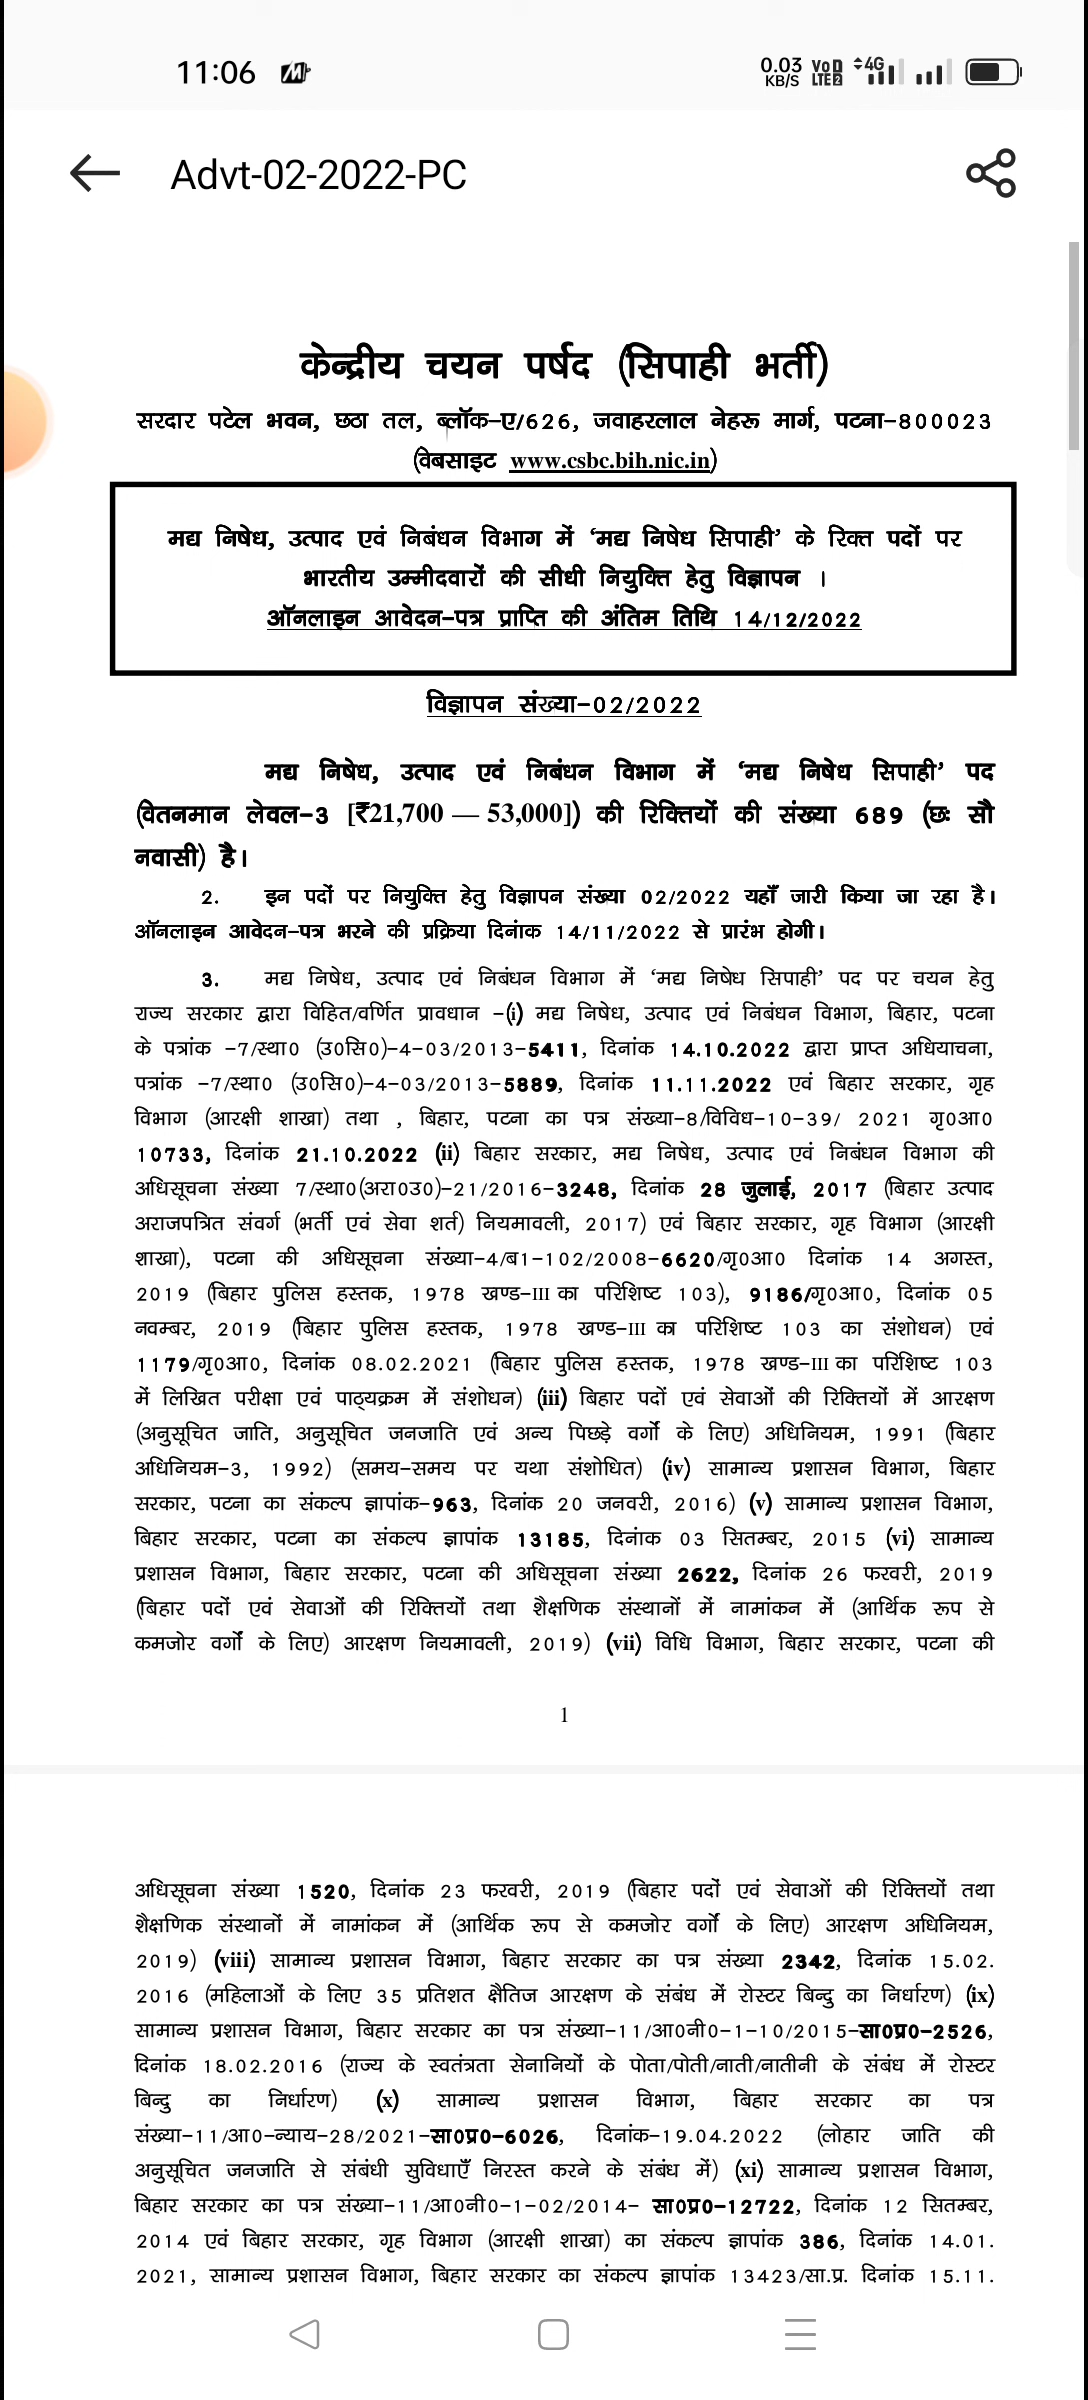 11:06
0.03 KB/S VoD LTE2 4G
Advt-02-2022-PC
केन्द्रीय चयन पर्षद (सिपाही भर्ती)
सरदार पटेल भवन, छठा तल, ब्लॉक–ए/626, जवाहरलाल नेहरू मार्ग, पटना–800023
(वेबसाइट www.csbc.bih.nic.in)
मद्य निषेध, उत्पाद एवं निबंधन विभाग में ‘मद्य निषेध सिपाही’ के रिक्त पदों पर
भारतीय उम्मीदवारों की सीधी नियुक्ति हेतु विज्ञापन ।
ऑनलाइन आवेदन–पत्र प्राप्ति की अंतिम तिथि 14/12/2022
विज्ञापन संख्या–02/2022
मद्य निषेध, उत्पाद एवं निबंधन विभाग में ‘मद्य निषेध सिपाही’ पद
(वेतनमान लेवल–3 [₹21,700 — 53,000]) की रिक्तियों की संख्या 689 (छः सौ
नवासी) है।
2. इन पदों पर नियुक्ति हेतु विज्ञापन संख्या 02/2022 यहाँ जारी किया जा रहा है।
ऑनलाइन आवेदन–पत्र भरने की प्रक्रिया दिनांक 14/11/2022 से प्रारंभ होगी।
3. मद्य निषेध, उत्पाद एवं निबंधन विभाग में ‘मद्य निषेध सिपाही’ पद पर चयन हेतु
राज्य सरकार द्वारा विहित/वर्णित प्रावधान –(i) मद्य निषेध, उत्पाद एवं निबंधन विभाग, बिहार, पटना
के पत्रांक –7/स्था0 (उ0सि0)–4–03/2013–5411, दिनांक 14.10.2022 द्वारा प्राप्त अधियाचना,
पत्रांक –7/स्था0 (उ0सि0)–4–03/2013–5889, दिनांक 11.11.2022 एवं बिहार सरकार, गृह
विभाग (आरक्षी शाखा) तथा , बिहार, पटना का पत्र संख्या–8/विविध–10–39/ 2021 गृ0आ0
10733, दिनांक 21.10.2022 (ii) बिहार सरकार, मद्य निषेध, उत्पाद एवं निबंधन विभाग की
अधिसूचना संख्या 7/स्था0(अरा0उ0)–21/2016–3248, दिनांक 28 जुलाई, 2017 (बिहार उत्पाद
अराजपत्रित संवर्ग (भर्ती एवं सेवा शर्त) नियमावली, 2017) एवं बिहार सरकार, गृह विभाग (आरक्षी
शाखा), पटना की अधिसूचना संख्या–4/ब1–102/2008–6620/गृ0आ0 दिनांक 14 अगस्त,
2019 (बिहार पुलिस हस्तक, 1978 खण्ड–III का परिशिष्ट 103), 9186/गृ0आ0, दिनांक 05
नवम्बर, 2019 (बिहार पुलिस हस्तक, 1978 खण्ड–III का परिशिष्ट 103 का संशोधन) एवं
1179/गृ0आ0, दिनांक 08.02.2021 (बिहार पुलिस हस्तक, 1978 खण्ड–III का परिशिष्ट 103
में लिखित परीक्षा एवं पाठ्यक्रम में संशोधन) (iii) बिहार पदों एवं सेवाओं की रिक्तियों में आरक्षण
(अनुसूचित जाति, अनुसूचित जनजाति एवं अन्य पिछड़े वर्गों के लिए) अधिनियम, 1991 (बिहार
अधिनियम–3, 1992) (समय–समय पर यथा संशोधित) (iv) सामान्य प्रशासन विभाग, बिहार
सरकार, पटना का संकल्प ज्ञापांक–963, दिनांक 20 जनवरी, 2016) (v) सामान्य प्रशासन विभाग,
बिहार सरकार, पटना का संकल्प ज्ञापांक 13185, दिनांक 03 सितम्बर, 2015 (vi) सामान्य
प्रशासन विभाग, बिहार सरकार, पटना की अधिसूचना संख्या 2622, दिनांक 26 फरवरी, 2019
(बिहार पदों एवं सेवाओं की रिक्तियों तथा शैक्षणिक संस्थानों में नामांकन में (आर्थिक रूप से
कमजोर वर्गों के लिए) आरक्षण नियमावली, 2019) (vii) विधि विभाग, बिहार सरकार, पटना की
1
अधिसूचना संख्या 1520, दिनांक 23 फरवरी, 2019 (बिहार पदों एवं सेवाओं की रिक्तियों तथा
शैक्षणिक संस्थानों में नामांकन में (आर्थिक रूप से कमजोर वर्गों के लिए) आरक्षण अधिनियम,
2019) (viii) सामान्य प्रशासन विभाग, बिहार सरकार का पत्र संख्या 2342, दिनांक 15.02.
2016 (महिलाओं के लिए 35 प्रतिशत क्षैतिज आरक्षण के संबंध में रोस्टर बिन्दु का निर्धारण) (ix)
सामान्य प्रशासन विभाग, बिहार सरकार का पत्र संख्या–11/आ0नी0–1–10/2015–सा0प्र0–2526,
दिनांक 18.02.2016 (राज्य के स्वतंत्रता सेनानियों के पोता/पोती/नाती/नातीनी के संबंध में रोस्टर
बिन्दु का निर्धारण) (x) सामान्य प्रशासन विभाग, बिहार सरकार का पत्र
संख्या–11/आ0–न्याय–28/2021–सा0प्र0–6026, दिनांक–19.04.2022 (लोहार जाति की
अनुसूचित जनजाति से संबंधी सुविधाएँ निरस्त करने के संबंध में) (xi) सामान्य प्रशासन विभाग,
बिहार सरकार का पत्र संख्या–11/आ0नी0–1–02/2014– सा0प्र0–12722, दिनांक 12 सितम्बर,
2014 एवं बिहार सरकार, गृह विभाग (आरक्षी शाखा) का संकल्प ज्ञापांक 386, दिनांक 14.01.
2021, सामान्य प्रशासन विभाग, बिहार सरकार का संकल्प ज्ञापांक 13423/सा.प्र. दिनांक 15.11.